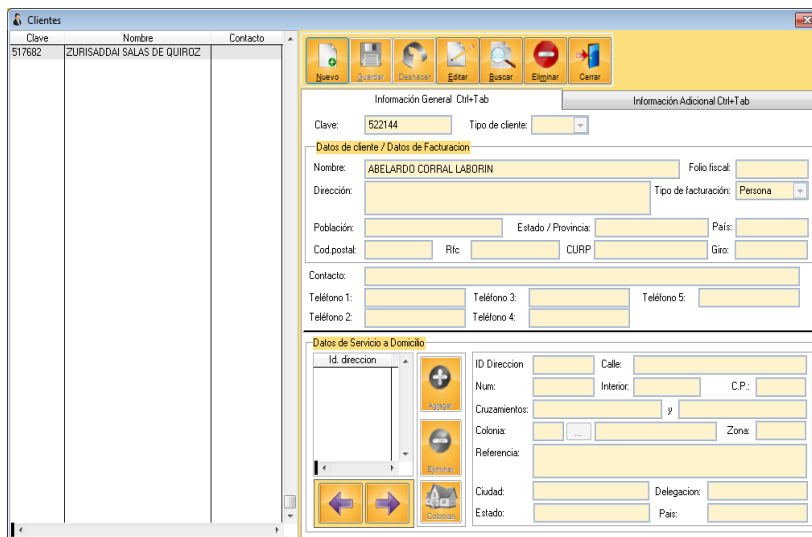 Clientes
Clave Nombre Contacto
517682 ZURISADDAI SALAS DE QUIROZ
Nuevo Guardar Deshacer Editar Buscar Eliminar Cerrar
Información General Ctrl+Tab Información Adicional Ctrl+Tab
Clave: 522144 Tipo de cliente:
Datos de cliente / Datos de Facturacion
Nombre: ABELARDO CORRAL LABORIN Folio fiscal:
Dirección: Tipo de facturación: Persona
Población: Estado / Provincia: País:
Cod.postal: Rfc CURP Giro:
Contacto:
Teléfono 1: Teléfono 3: Teléfono 5:
Teléfono 2: Teléfono 4:
Datos de Servicio a Domicilio
Id. direccion
Agregar
Eliminar
Colonias
ID Direccion Calle:
Num: Interior: C.P.:
Cruzamientos: y
Colonia: ... Zona:
Referencia:
Ciudad: Delegacion:
Estado: Pais: